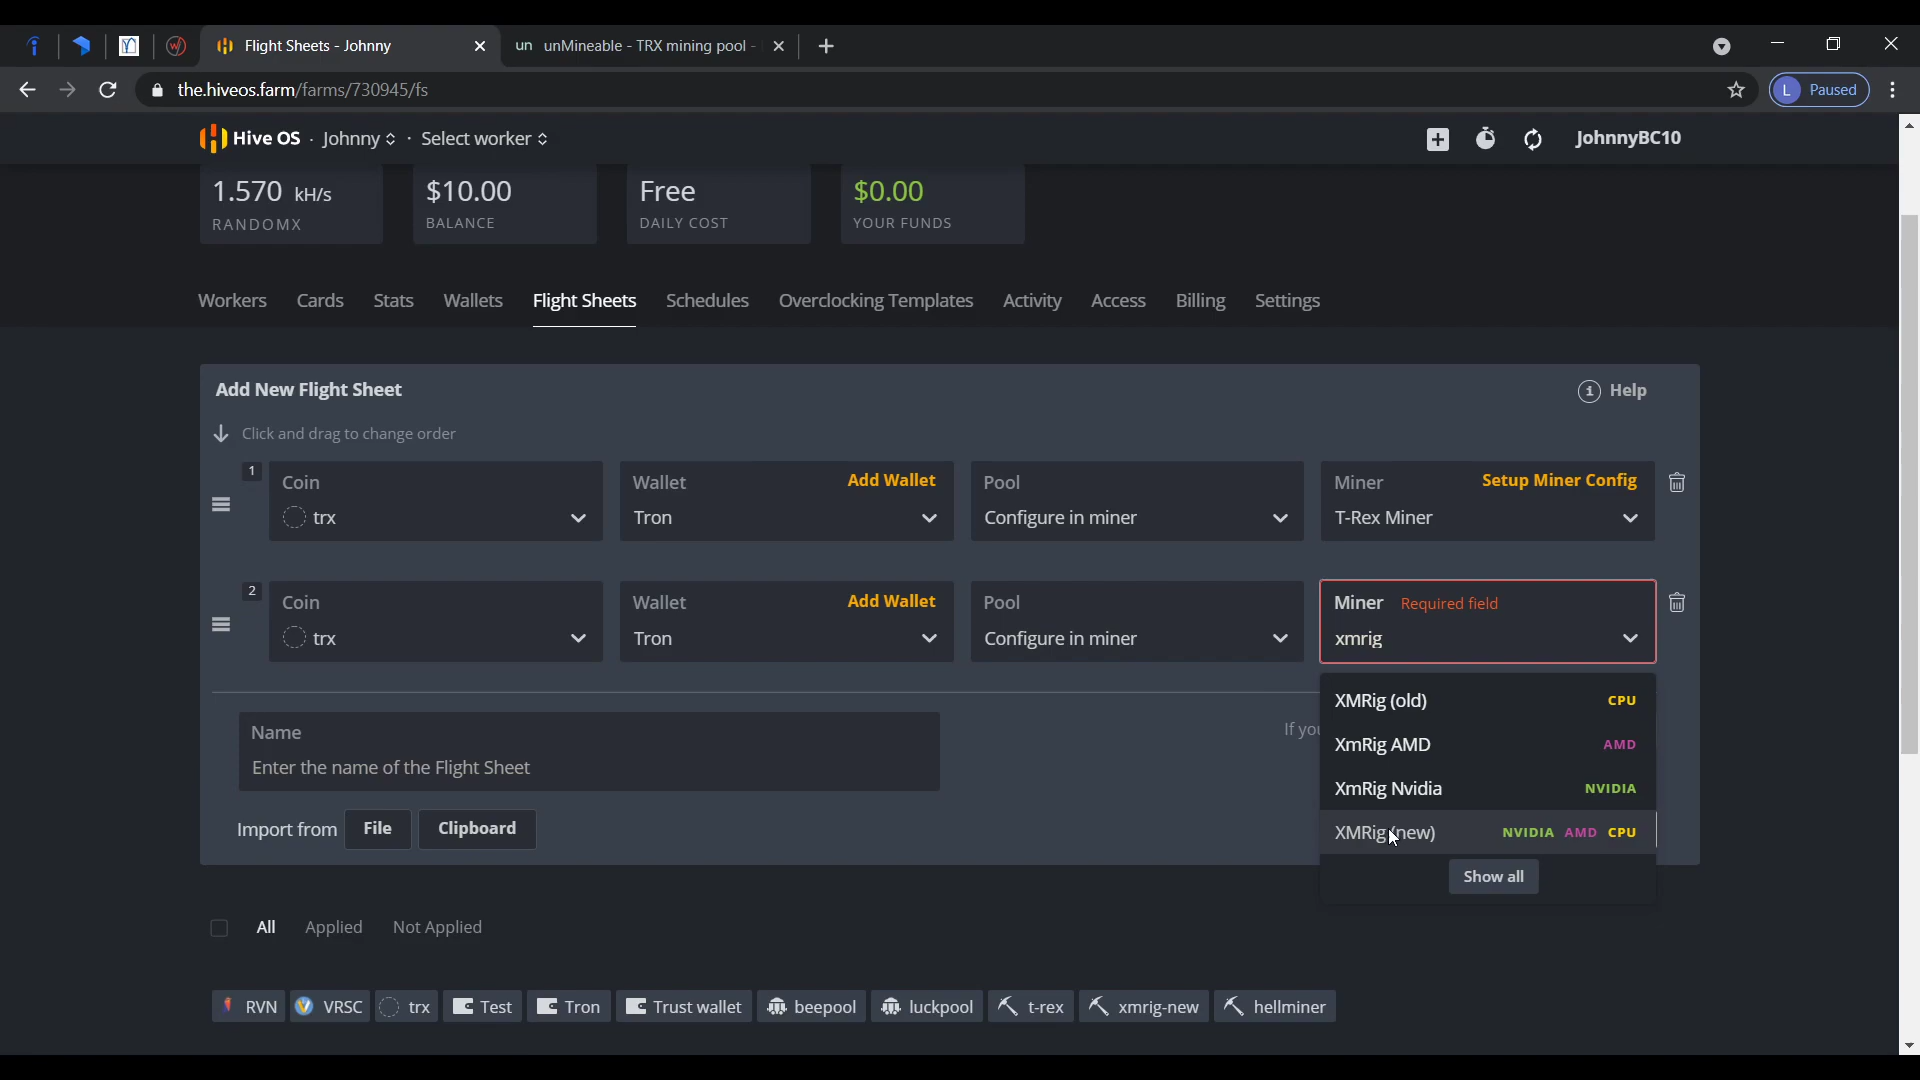 Flight Sheets - Johnny
un unMineable - TRX mining pool -
the.hiveos.farm/farms/730945/fs
L Paused
Hive OS · Johnny · Select worker
JohnnyBC10
1.570 kH/s
RANDOMX
$10.00
BALANCE
Free
DAILY COST
$0.00
YOUR FUNDS
Workers Cards Stats Wallets Flight Sheets Schedules Overclocking Templates Activity Access Billing Settings
Add New Flight Sheet
Help
Click and drag to change order
1
Coin
trx
Wallet Add Wallet
Tron
Pool
Configure in miner
Miner Setup Miner Config
T-Rex Miner
2
Coin
trx
Wallet Add Wallet
Tron
Pool
Configure in miner
Miner Required field
xmrig
XMRig (old) CPU
XmRig AMD AMD
XmRig Nvidia NVIDIA
XMRig (new) NVIDIA AMD CPU
Show all
Name
Enter the name of the Flight Sheet
If you
Import from File Clipboard
All Applied Not Applied
RVN VRSC trx Test Tron Trust wallet beepool luckpool t-rex xmrig-new hellminer